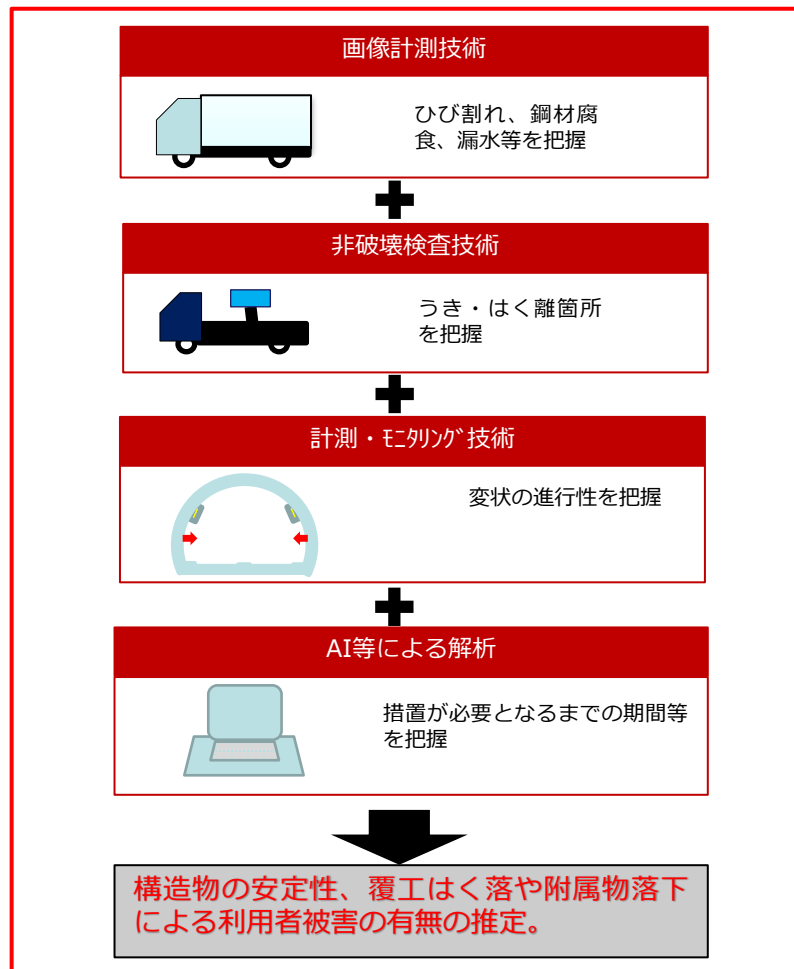 画像計測技術
ひび割れ、鋼材腐
食、漏水等を把握
非破壊検査技術
うき・はく離箇所
を把握
計測・ﾓﾆﾀﾘﾝｸﾞ技術
変状の進行性を把握
AI等による解析
措置が必要となるまでの期間等
を把握
構造物の安定性、覆工はく落や附属物落下
による利用者被害の有無の推定。